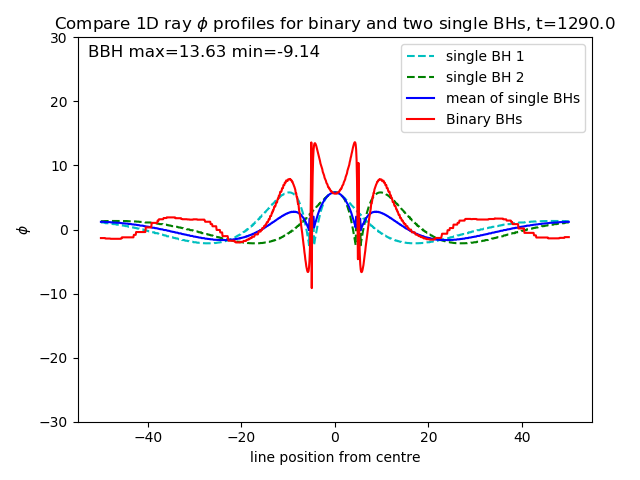 Compare 1D ray ϕ profiles for binary and two single BHs, t=1290.0
BBH max=13.63 min=-9.14
single BH 1
single BH 2
mean of single BHs
Binary BHs
30
20
10
0
−10
−20
−30
ϕ
−40 −20 0 20 40
line position from centre